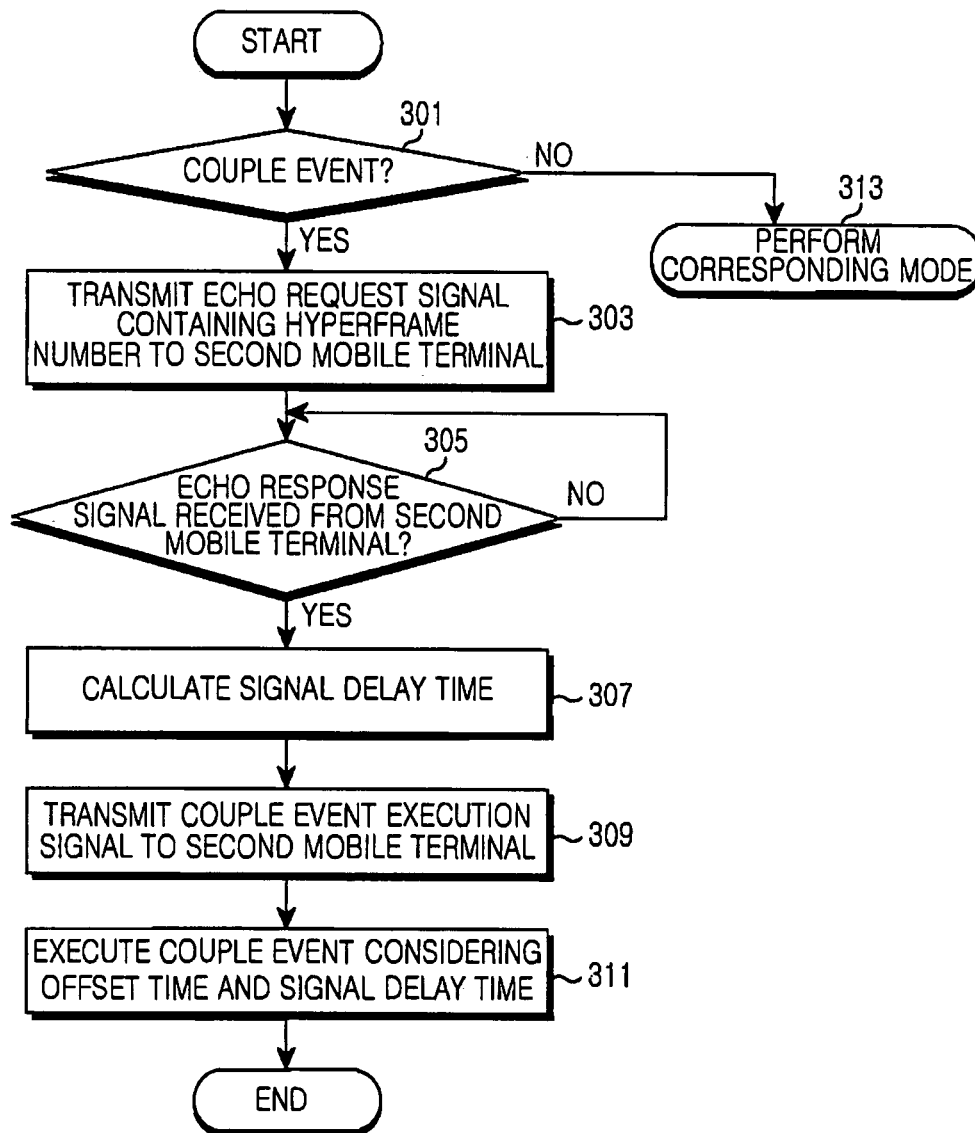 START
301
COUPLE EVENT?
NO
313
PERFORM
CORRESPONDING MODE
YES
TRANSMIT ECHO REQUEST SIGNAL
CONTAINING HYPERFRAME
NUMBER TO SECOND MOBILE TERMINAL
303
305
ECHO RESPONSE
SIGNAL RECEIVED FROM SECOND
MOBILE TERMINAL?
NO
YES
CALCULATE SIGNAL DELAY TIME
307
TRANSMIT COUPLE EVENT EXECUTION
SIGNAL TO SECOND MOBILE TERMINAL
309
EXECUTE COUPLE EVENT CONSIDERING
OFFSET TIME AND SIGNAL DELAY TIME
311
END